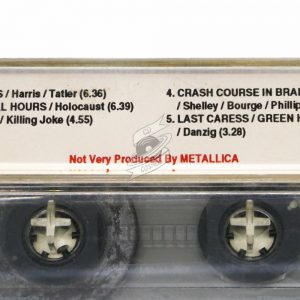 S / Harris / Tatler (6.36)
L HOURS / Holocaust (6.39)
/ Killing Joke (4.55)
4. CRASH COURSE IN BRAI
/ Shelley / Bourge / Phillip
5. LAST CARESS / GREEN H
/ Danzig (3.28)
Not Very Produced By METALLICA